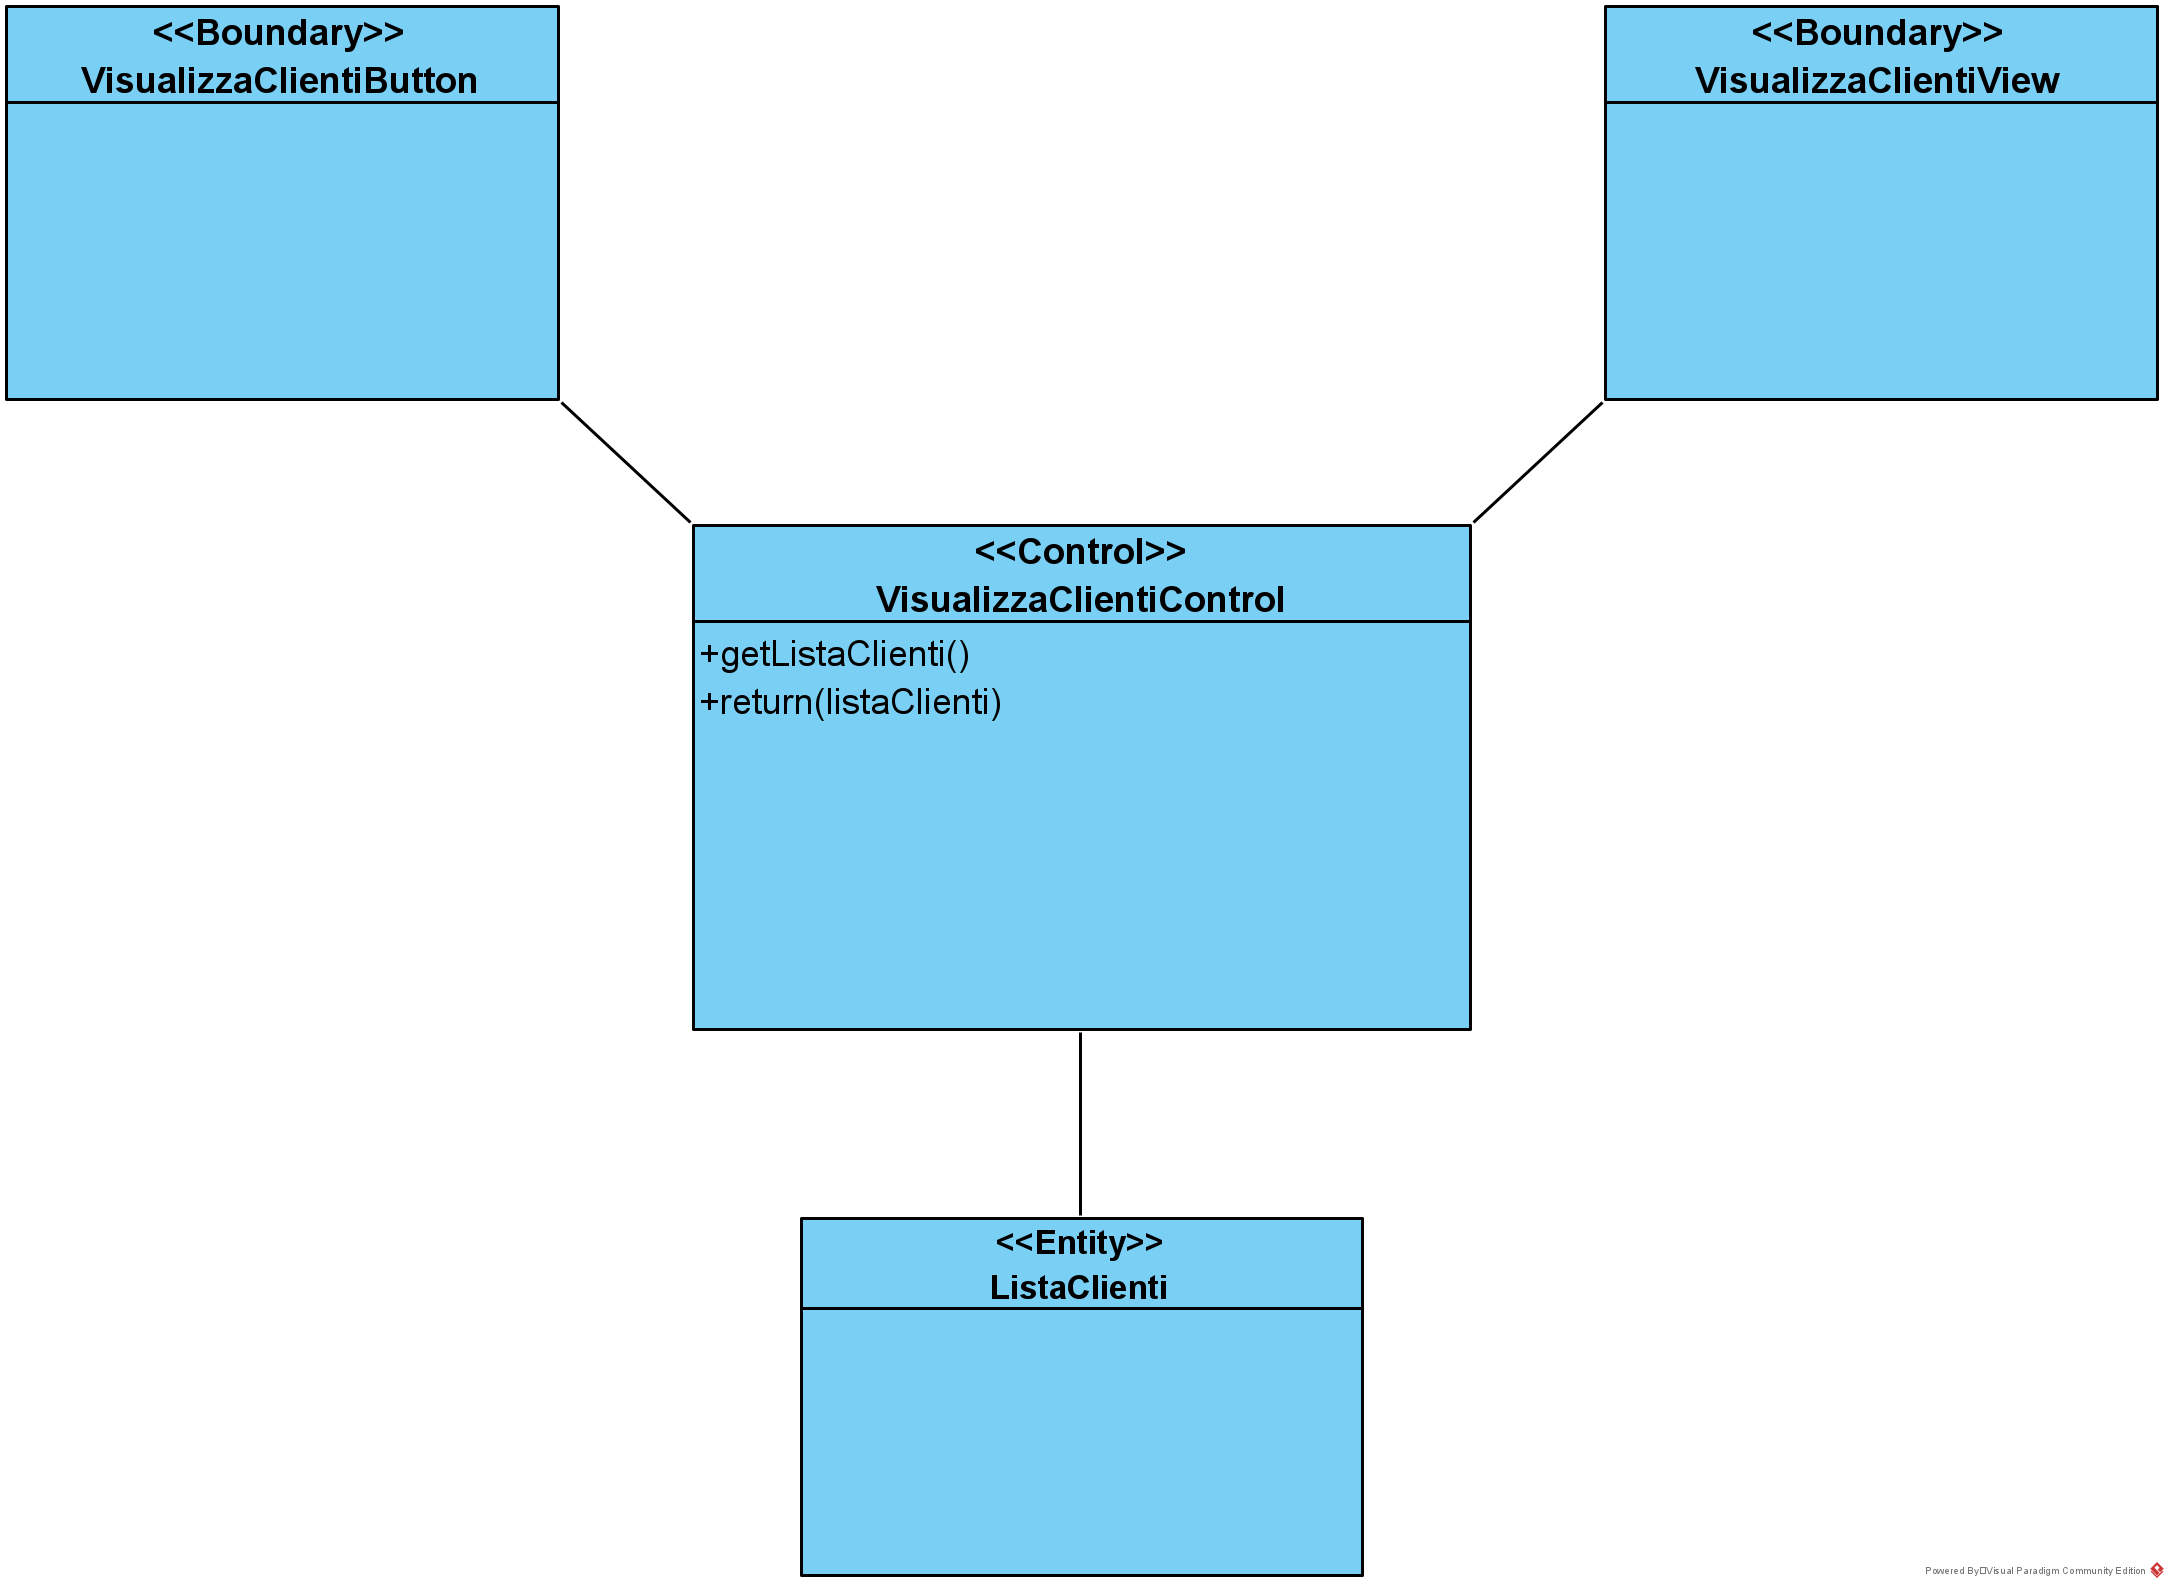 <<Boundary>>
VisualizzaClientiButton
<<Boundary>>
VisualizzaClientiView
<<Control>>
VisualizzaClientiControl
+getListaClienti()
+return(listaClienti)
<<Entity>>
ListaClienti
Powered By□Visual Paradigm Community Edition